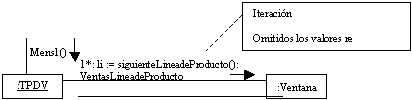 Iteración
Omitidos los valores re
Mens1()
1*: li := siguienteLineadeProducto():
VentasLineadeProducto
:TPDV
:Ventana